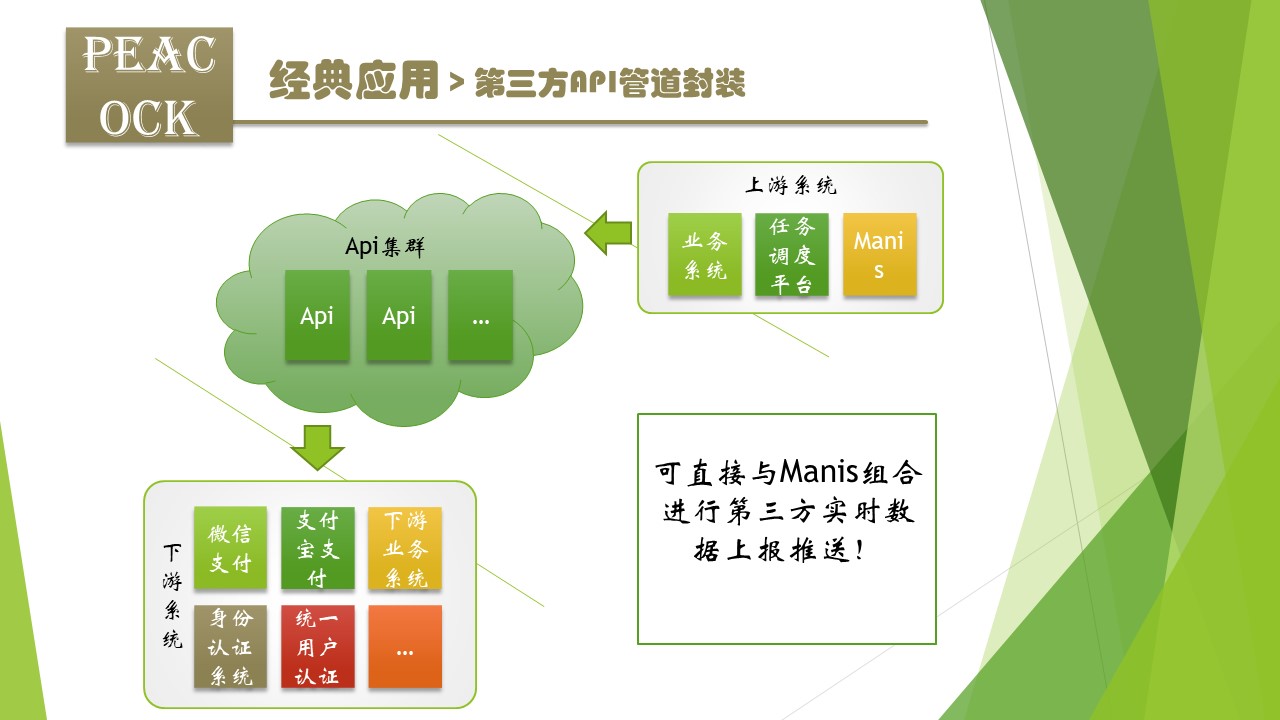 PEAC
OCK
经典应用 > 第三方API管道封装
上游系统
业务
系统
任务
调度
平台
Mani
s
Api集群
Api
Api
...
下
游
系
统
微信
支付
支付
宝支
付
下游
业务
系统
身份
认证
系统
统一
用户
认证
...
可直接与Manis组合
进行第三方实时数
据上报推送！